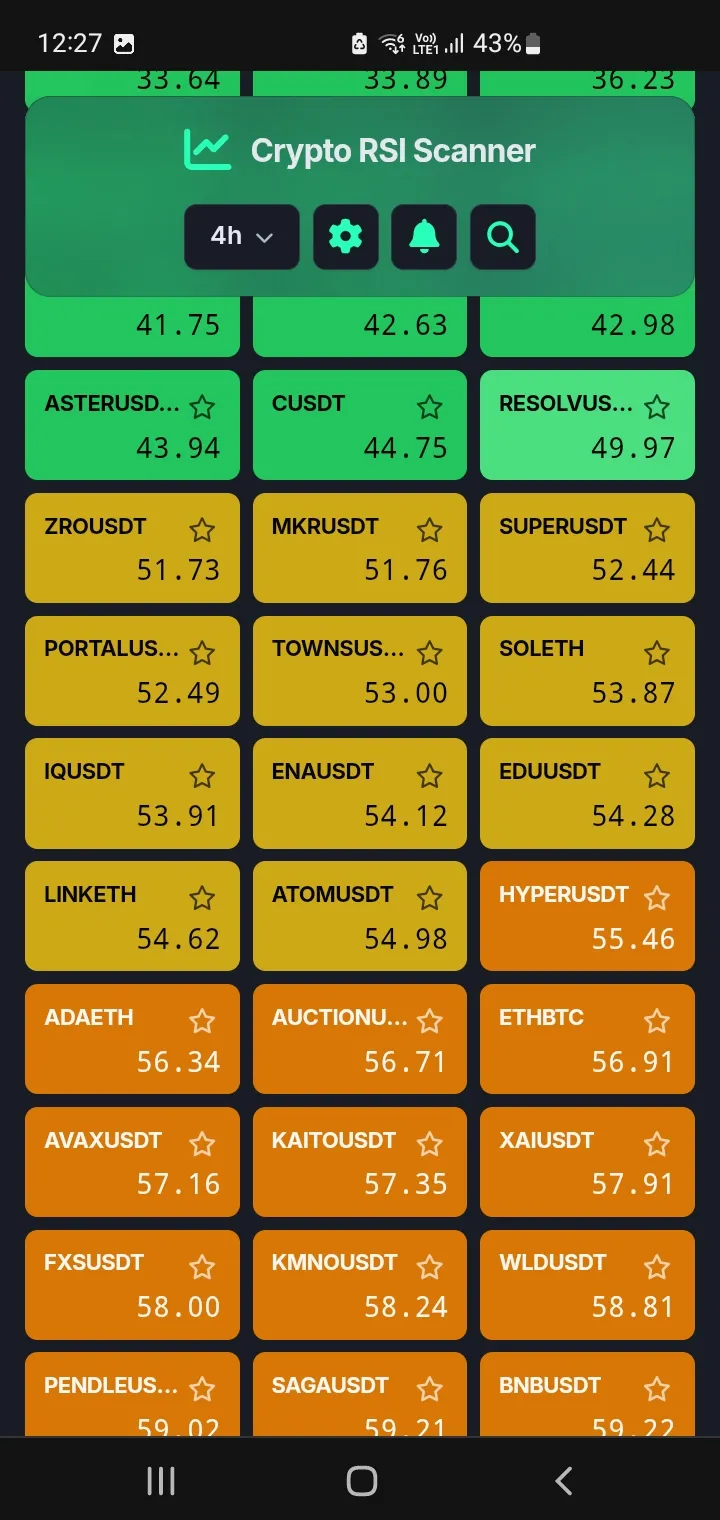 12:27 6 Vo)) LTE1 43%
33.64 33.89 36.23
Crypto RSI Scanner
4h
41.75 42.63 42.98
ASTERUSD... CUSDT RESOLVUS...
43.94 44.75 49.97
ZROUSDT MKRUSDT SUPERUSDT
51.73 51.76 52.44
PORTALUS... TOWNSUS... SOLETH
52.49 53.00 53.87
IQUSDT ENAUSDT EDUUSDT
53.91 54.12 54.28
LINKETH ATOMUSDT HYPERUSDT
54.62 54.98 55.46
ADAETH AUCTIONU... ETHBTC
56.34 56.71 56.91
AVAXUSDT KAITOUSDT XAIUSDT
57.16 57.35 57.91
FXSUSDT KMNOUSDT WLDUSDT
58.00 58.24 58.81
PENDLEUS... SAGAUSDT BNBUSDT
59.02 59.21 59.22